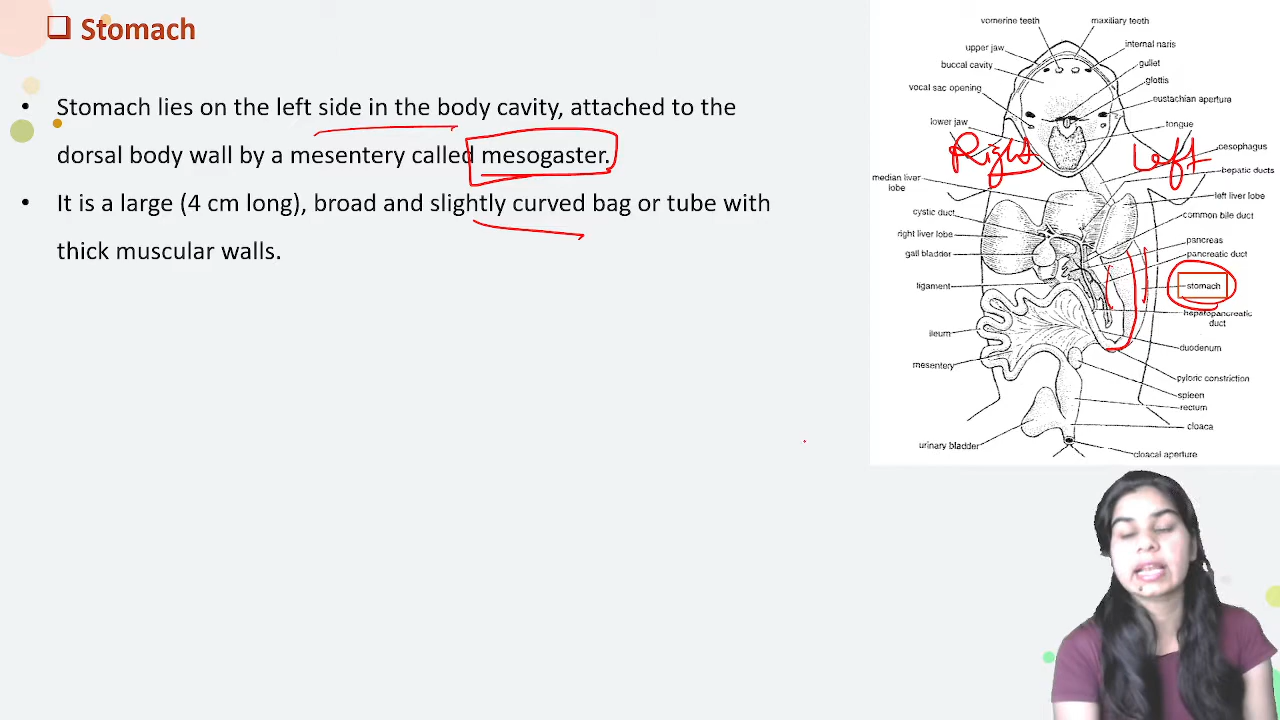 Stomach
Stomach lies on the left side in the body cavity, attached to the
dorsal body wall by a mesentery called mesogaster.
It is a large (4 cm long), broad and slightly curved bag or tube with
thick muscular walls.
vomerine teeth
maxiliary teeth
upper jaw
internal naris
buccal cavity
gullet
glottis
vocal sac opening
eustachian aperture
lower jaw
tongue
Right
Left
oesophagus
median liver
lobe
hepatic ducts
left liver lobe
cystic duct
common bile duct
right liver lobe
pancreas
gall bladder
pancreatic duct
ligament
stomach
hepatopancreatic
duct
ileum
duodenum
mesentery
pyloric constriction
spleen
rectum
cloaca
urinary bladder
cloacal aperture